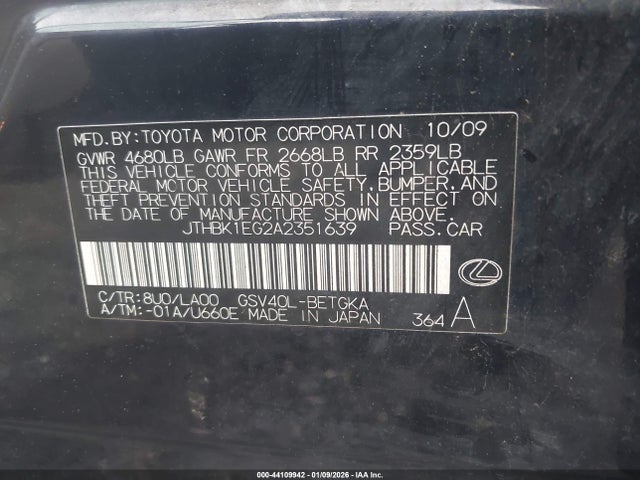 MFD.BY:TOYOTA MOTOR CORPORATION 10/09
GVWR 4680LB GAWR FR 2668LB RR 2359LB
THIS VEHICLE CONFORMS TO ALL APPLICABLE
FEDERAL MOTOR VEHICLE SAFETY, BUMPER, AND
THEFT PREVENTION STANDARDS IN EFFECT ON
THE DATE OF MANUFACTURE SHOWN ABOVE.
JTHBK1EG2A2351639 PASS.CAR
C/TR:8U0/LA00 GSV40L-BETGKA
A/TM:-01A/U660E MADE IN JAPAN 364 A
000-44109942 - 01/09/2026 - IAA Inc.